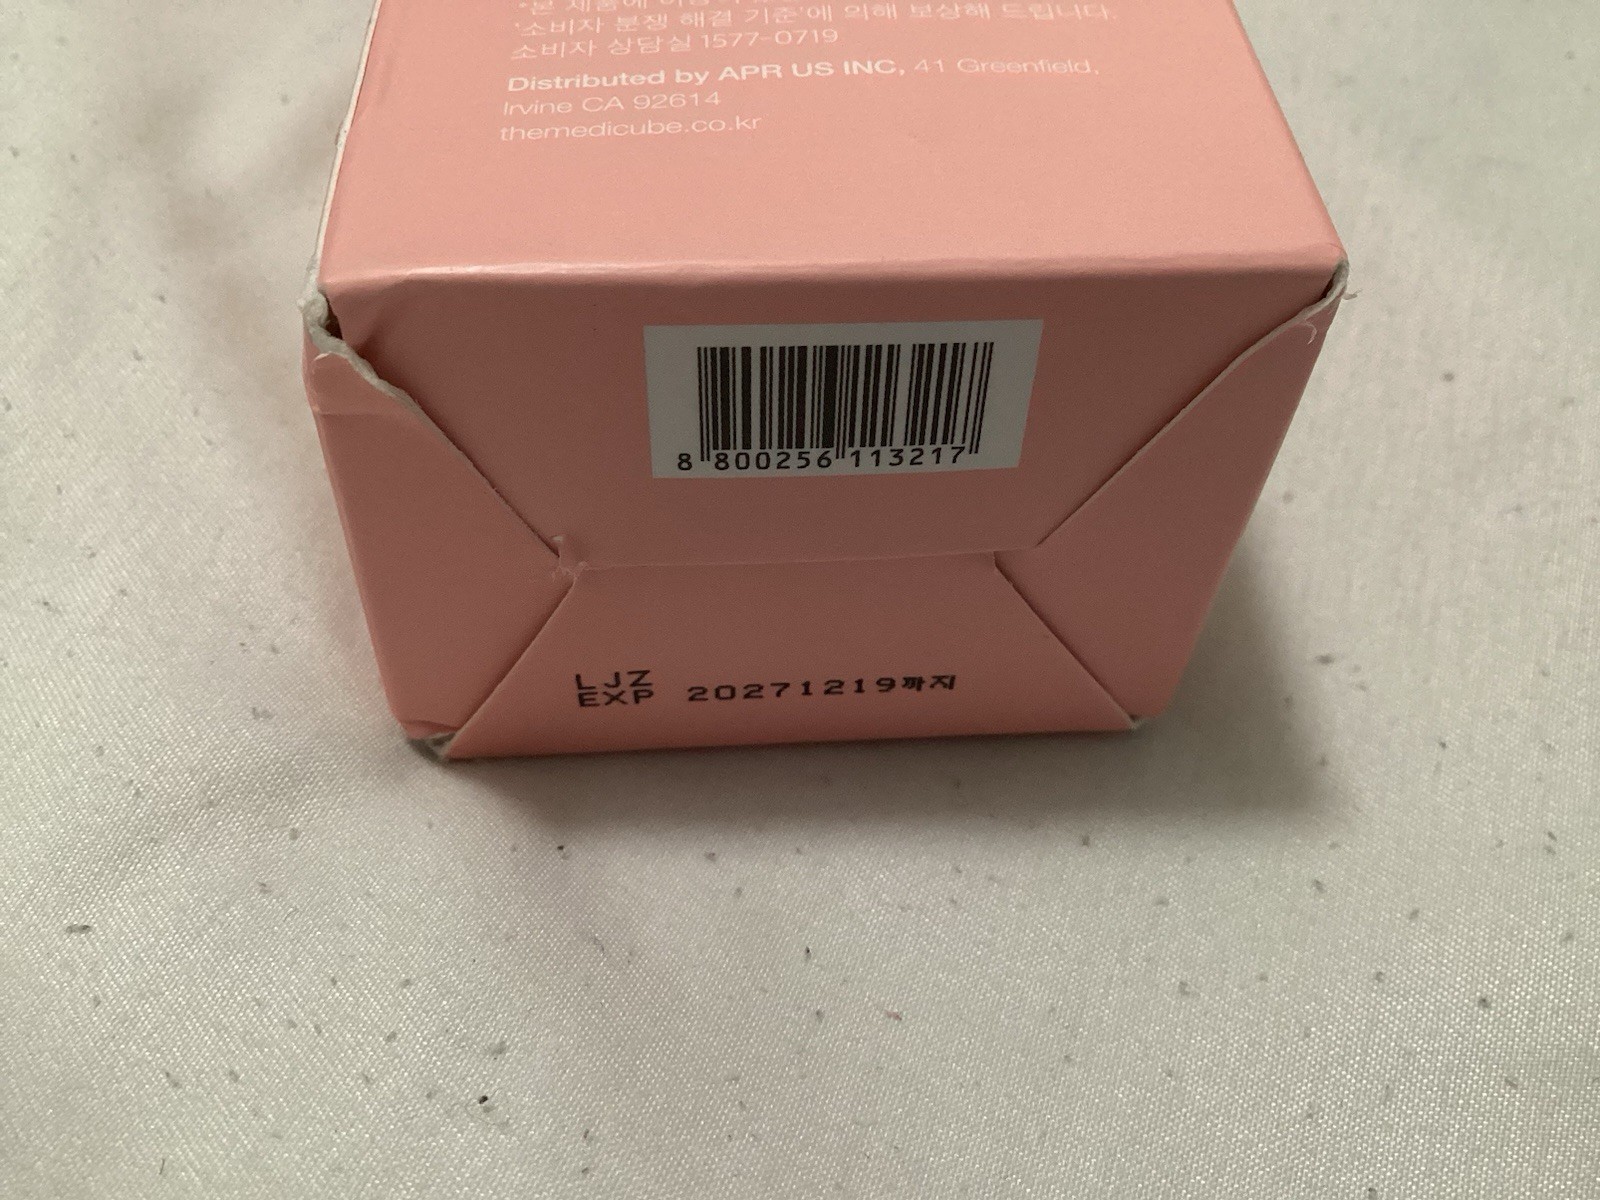 '소비자 분쟁 해결 기준'에 의해 보상해 드립니다.
소비자 상담실 1577-0719
Distributed by APR US INC, 41 Greenfield,
Irvine CA 92614
themedicube.co.kr
8 800256 113217
LJZ
EXP 20271219까지